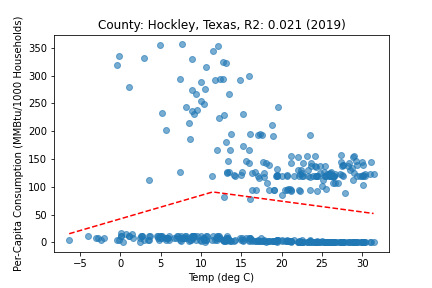 County: Hockley, Texas, R2: 0.021 (2019)
Per-Capita Consumption (MMBtu/1000 Households)
350
300
250
200
150
100
50
0
−5 0 5 10 15 20 25 30
Temp (deg C)